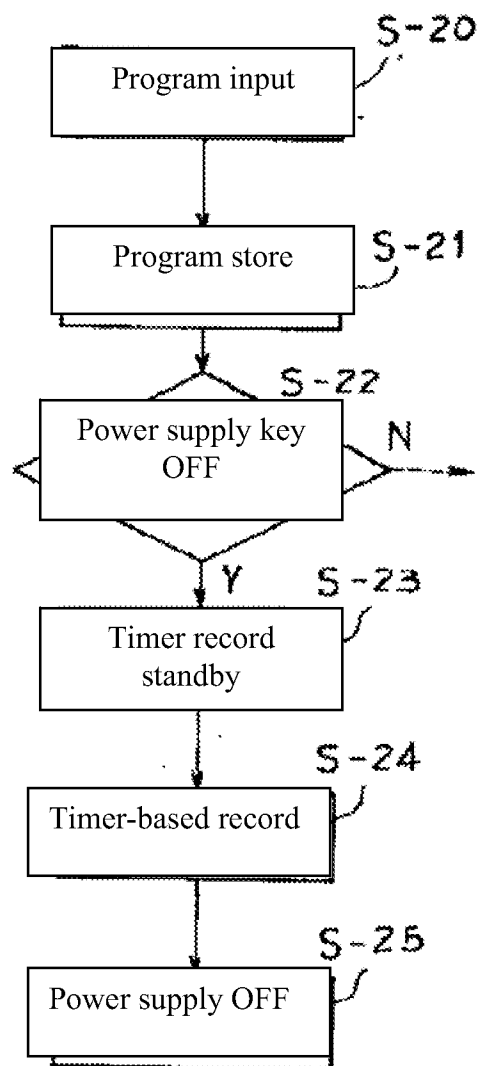 S-20
Program input
S-21
Program store
S-22
Power supply key
OFF
N
Y
S-23
Timer record
standby
S-24
Timer-based record
S-25
Power supply OFF